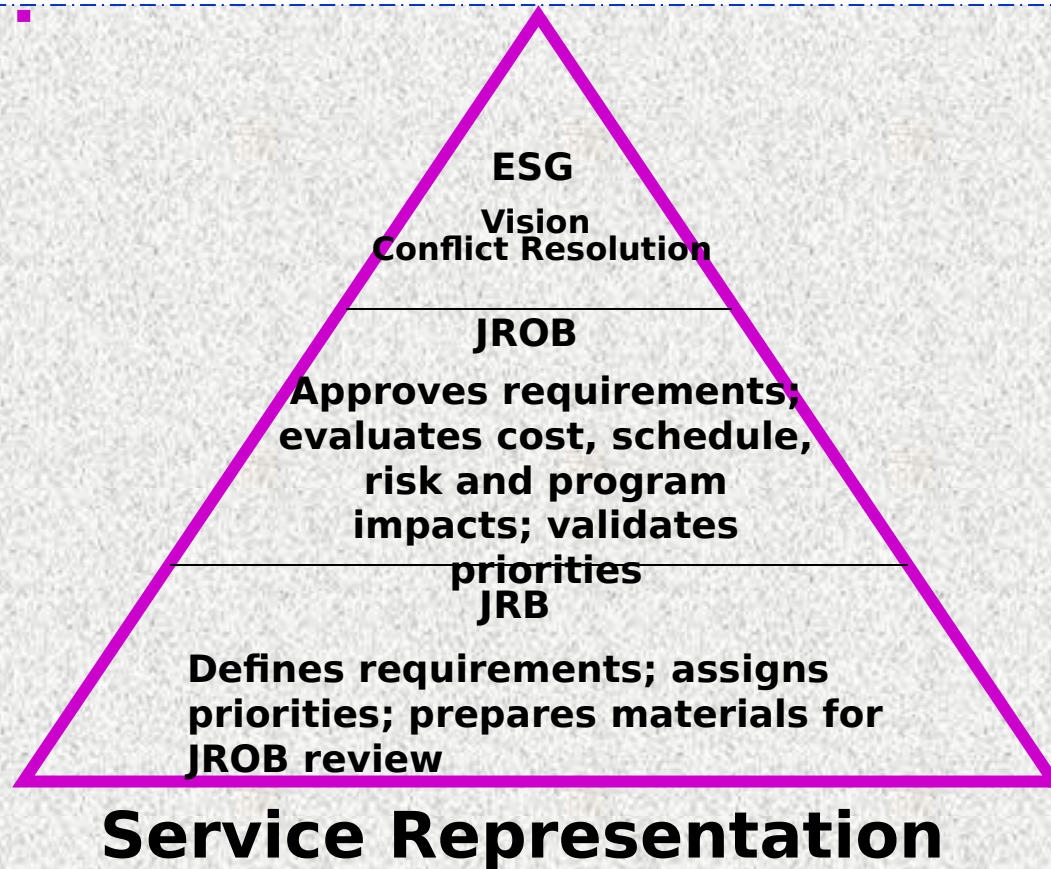 ESG
Vision
Conflict Resolution
JROB
Approves requirements;
evaluates cost, schedule,
risk and program
impacts; validates
priorities
JRB
Defines requirements; assigns
priorities; prepares materials for
JROB review
Service Representation